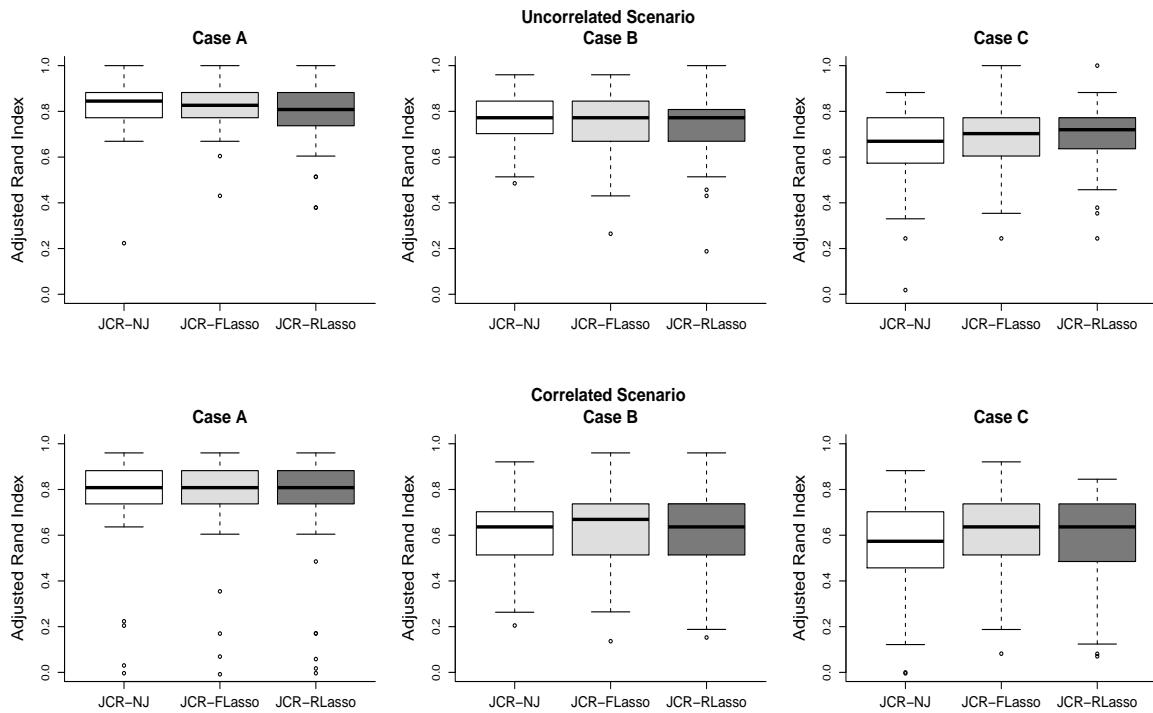 Uncorrelated Scenario
Case A
Case B
Case C
Adjusted Rand Index
0.0 0.2 0.4 0.6 0.8 1.0
JCR−NJ JCR−FLasso JCR−RLasso
Adjusted Rand Index
0.0 0.2 0.4 0.6 0.8 1.0
JCR−NJ JCR−FLasso JCR−RLasso
Adjusted Rand Index
0.0 0.2 0.4 0.6 0.8 1.0
JCR−NJ JCR−FLasso JCR−RLasso
Correlated Scenario
Case A
Case B
Case C
Adjusted Rand Index
0.0 0.2 0.4 0.6 0.8 1.0
JCR−NJ JCR−FLasso JCR−RLasso
Adjusted Rand Index
0.0 0.2 0.4 0.6 0.8 1.0
JCR−NJ JCR−FLasso JCR−RLasso
Adjusted Rand Index
0.0 0.2 0.4 0.6 0.8 1.0
JCR−NJ JCR−FLasso JCR−RLasso